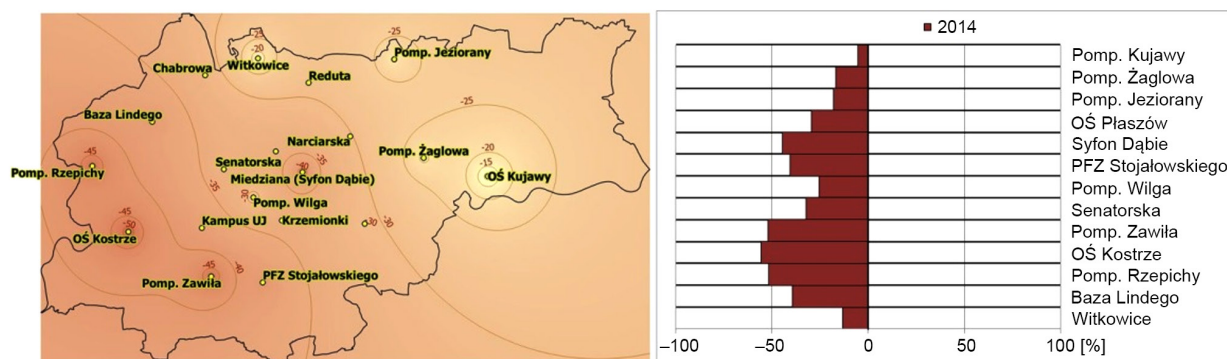 -25
-25
-20
Pomp. Jeziorany
Witkowice
Chabrowa
Reduta
-25
Baza Lindego
Narciarska
-20
-45
Senatorska
-35
Pomp. Żaglowa
-15
Pomp. Rzepichy
-40
OŚ Kujawy
Miedziana (Syfon Dąbie)
-35
-30
Pomp. Wilga
-45
Kampus UJ
Krzemionki
-30
-30
-50
OŚ Kostrze
-45
-40
Pomp. Zawiła
PFZ Stojałowskiego
2014
Pomp. Kujawy
Pomp. Żaglowa
Pomp. Jeziorany
OŚ Płaszów
Syfon Dąbie
PFZ Stojałowskiego
Pomp. Wilga
Senatorska
Pomp. Zawiła
OŚ Kostrze
Pomp. Rzepichy
Baza Lindego
Witkowice
–100
–50
0
50
100
[%]